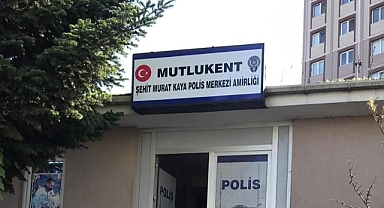 MUTLUKENT
ŞEHİT MURAT KAYA POLİS MERKEZİ AMİRLİĞİ
POLİS
POLİS